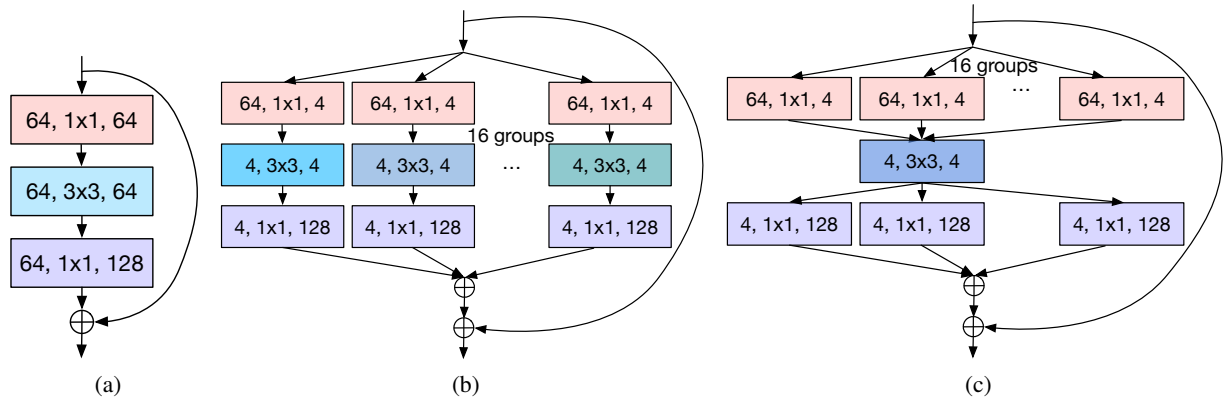 64, 1x1, 64
64, 3x3, 64
64, 1x1, 128
(a)
64, 1x1, 4
64, 1x1, 4
64, 1x1, 4
16 groups
4, 3x3, 4
4, 3x3, 4
...
4, 3x3, 4
4, 1x1, 128
4, 1x1, 128
4, 1x1, 128
(b)
16 groups
64, 1x1, 4
64, 1x1, 4
...
64, 1x1, 4
4, 3x3, 4
4, 1x1, 128
4, 1x1, 128
4, 1x1, 128
(c)